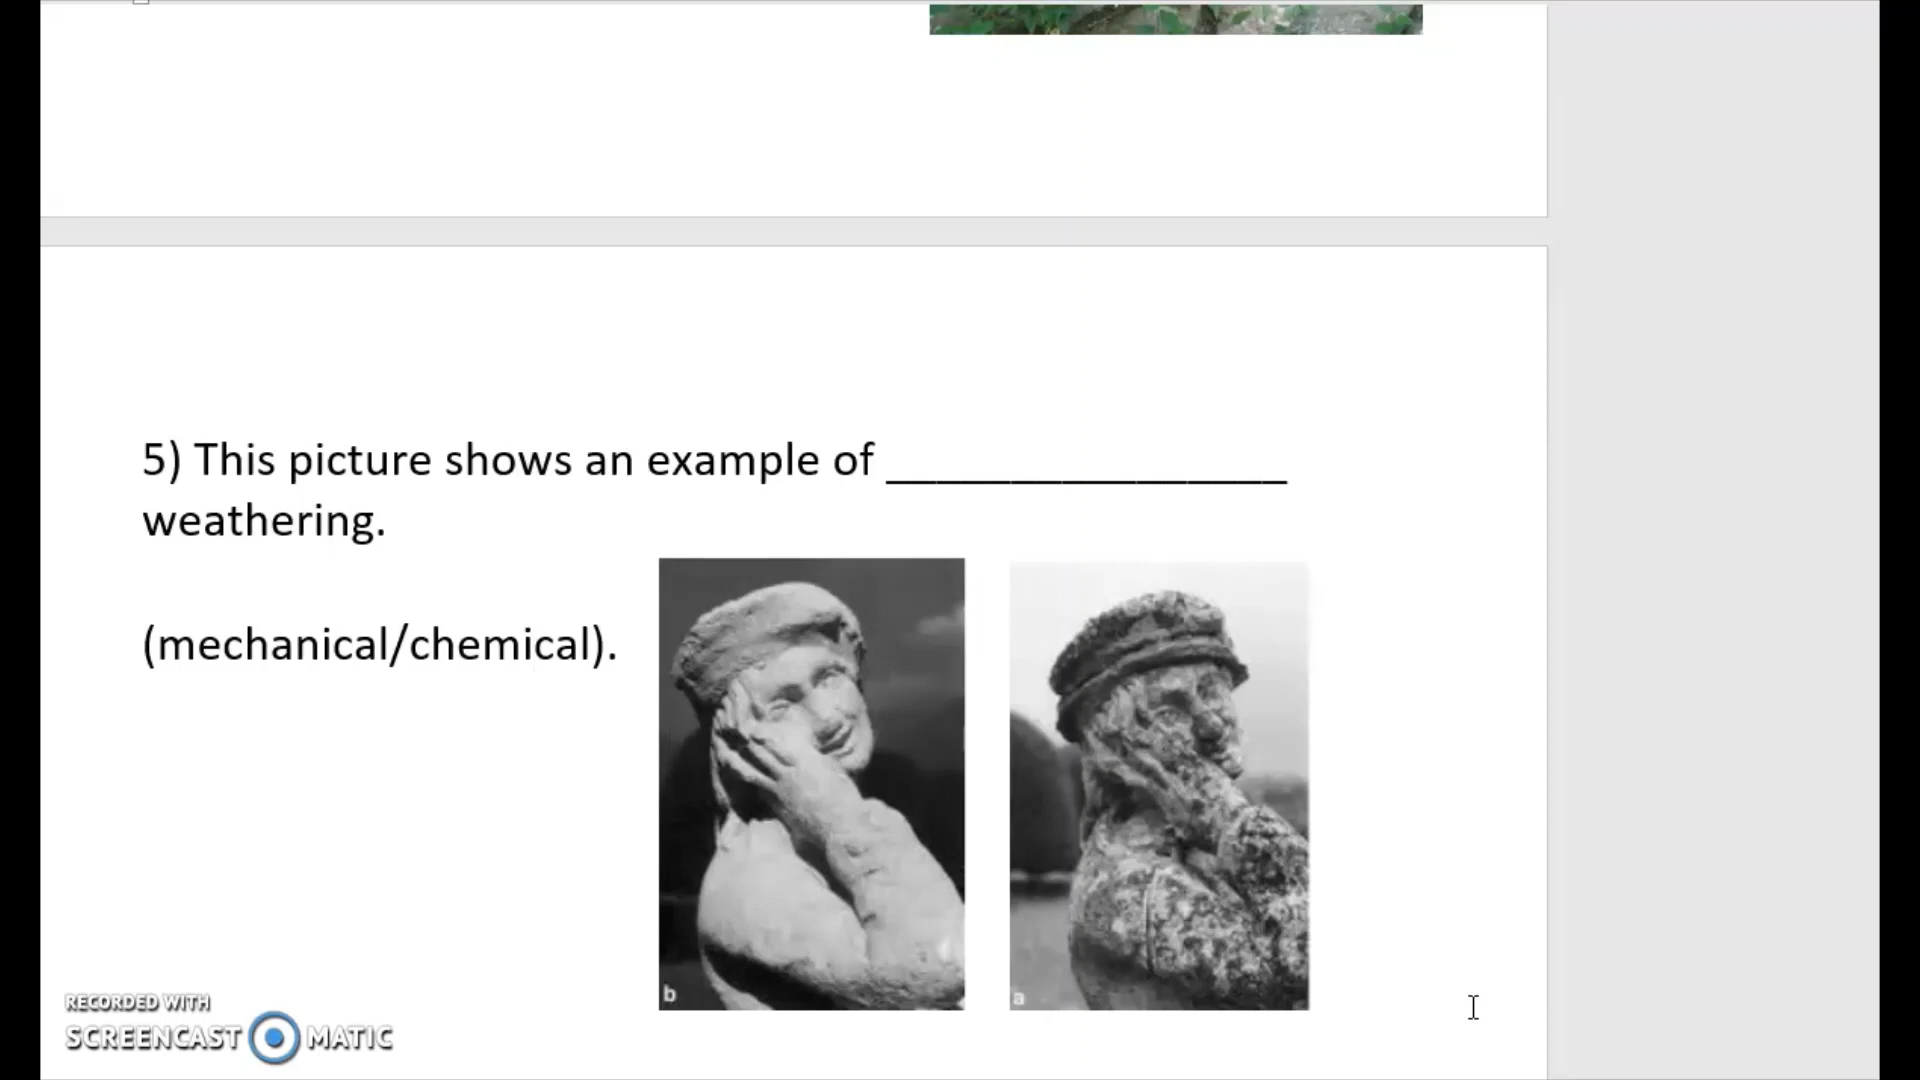 5) This picture shows an example of ________________
weathering.
(mechanical/chemical).
b
a
RECORDED WITH
SCREENCAST MATIC